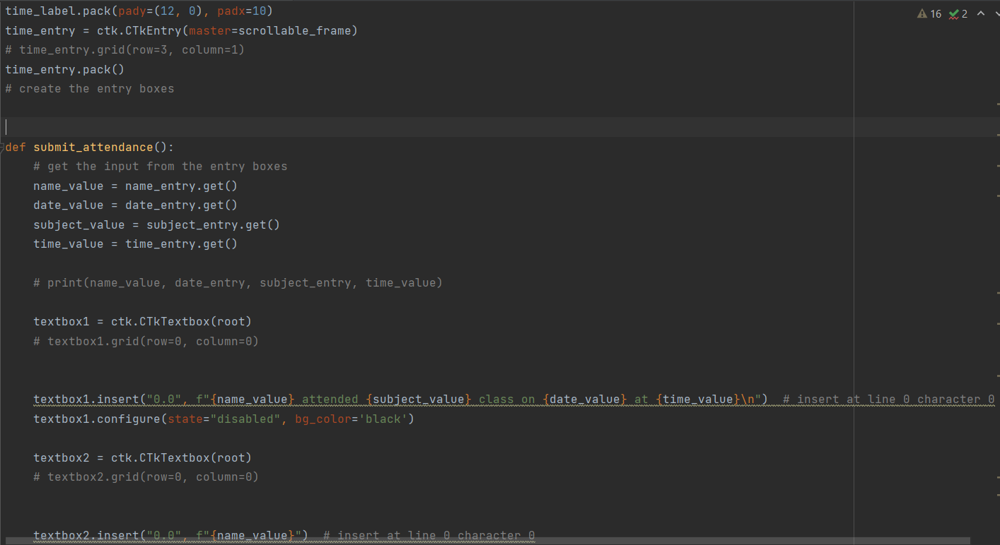 time_label.pack(pady=(12, 0), padx=10)
16 2
time_entry = ctk.CTkEntry(master=scrollable_frame)
# time_entry.grid(row=3, column=1)
time_entry.pack()
# create the entry boxes
def submit_attendance():
# get the input from the entry boxes
name_value = name_entry.get()
date_value = date_entry.get()
subject_value = subject_entry.get()
time_value = time_entry.get()
# print(name_value, date_entry, subject_entry, time_value)
textbox1 = ctk.CTkTextbox(root)
# textbox1.grid(row=0, column=0)
textbox1.insert("0.0", f"{name_value} attended {subject_value} class on {date_value} at {time_value}\n")  # insert at line 0 character 0
textbox1.configure(state="disabled", bg_color='black')
textbox2 = ctk.CTkTextbox(root)
# textbox2.grid(row=0, column=0)
textbox2.insert("0.0", f"{name_value}")  # insert at line 0 character 0